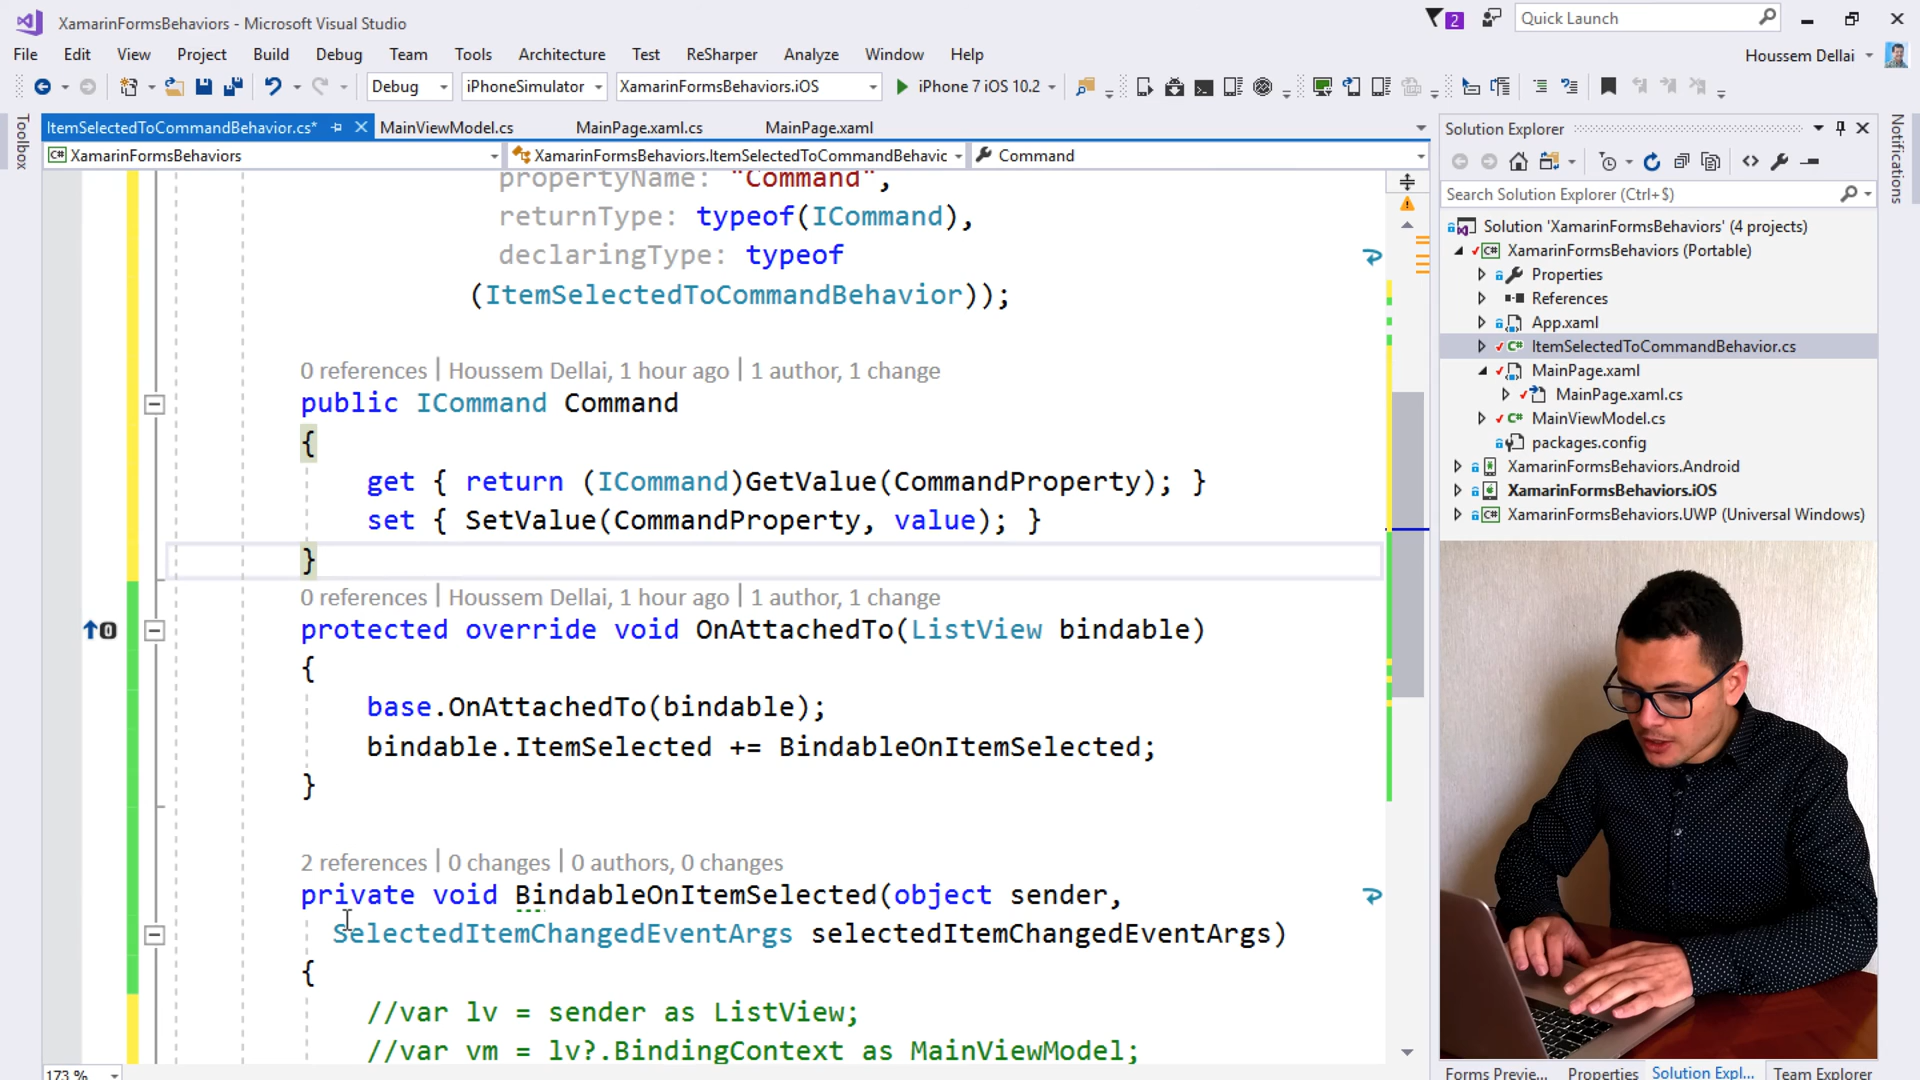 XamarinFormsBehaviors - Microsoft Visual Studio
2
Quick Launch
File Edit View Project Build Debug Team Tools Architecture Test ReSharper Analyze Window Help
Houssem Dellai
Debug iPhoneSimulator XamarinFormsBehaviors.iOS iPhone 7 iOS 10.2
Toolbox
ItemSelectedToCommandBehavior.cs* MainViewModel.cs MainPage.xaml.cs MainPage.xaml
XamarinFormsBehaviors XamarinFormsBehaviors.ItemSelectedToCommandBehavic Command
propertyName: "Command",
returnType: typeof(ICommand),
declaringType: typeof
(ItemSelectedToCommandBehavior));
0 references | Houssem Dellai, 1 hour ago | 1 author, 1 change
public ICommand Command
{
get { return (ICommand)GetValue(CommandProperty); }
set { SetValue(CommandProperty, value); }
}
0 references | Houssem Dellai, 1 hour ago | 1 author, 1 change
protected override void OnAttachedTo(ListView bindable)
{
base.OnAttachedTo(bindable);
bindable.ItemSelected += BindableOnItemSelected;
}
2 references | 0 changes | 0 authors, 0 changes
private void BindableOnItemSelected(object sender,
SelectedItemChangedEventArgs selectedItemChangedEventArgs)
{
//var lv = sender as ListView;
//var vm = lv?.BindingContext as MainViewModel;
173 %
Solution Explorer
Search Solution Explorer (Ctrl+$)
Solution 'XamarinFormsBehaviors' (4 projects)
XamarinFormsBehaviors (Portable)
Properties
References
App.xaml
ItemSelectedToCommandBehavior.cs
MainPage.xaml
MainPage.xaml.cs
MainViewModel.cs
packages.config
XamarinFormsBehaviors.Android
XamarinFormsBehaviors.iOS
XamarinFormsBehaviors.UWP (Universal Windows)
Notifications
Forms Previe... Properties Solution Expl... Team Explorer